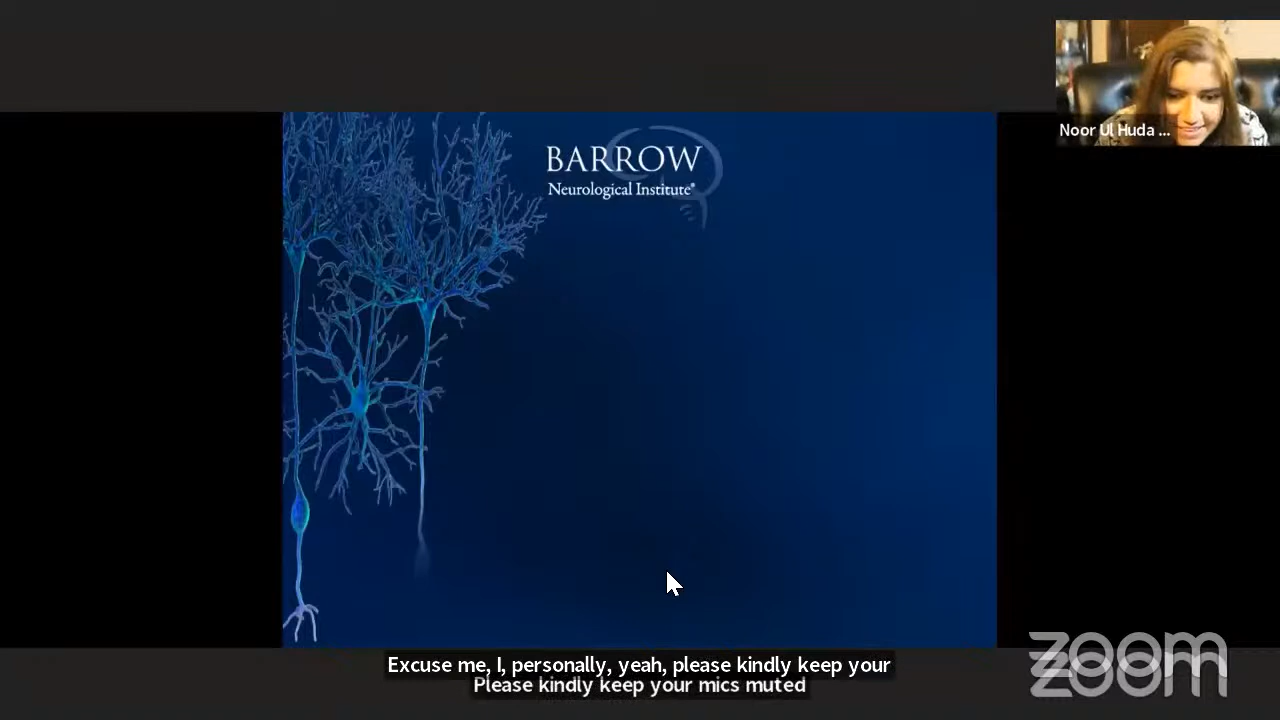 BARROW
Neurological Institute®
Noor Ul Huda ...
Excuse me, I, personally, yeah, please kindly keep your
Please kindly keep your mics muted
zoom
zoom